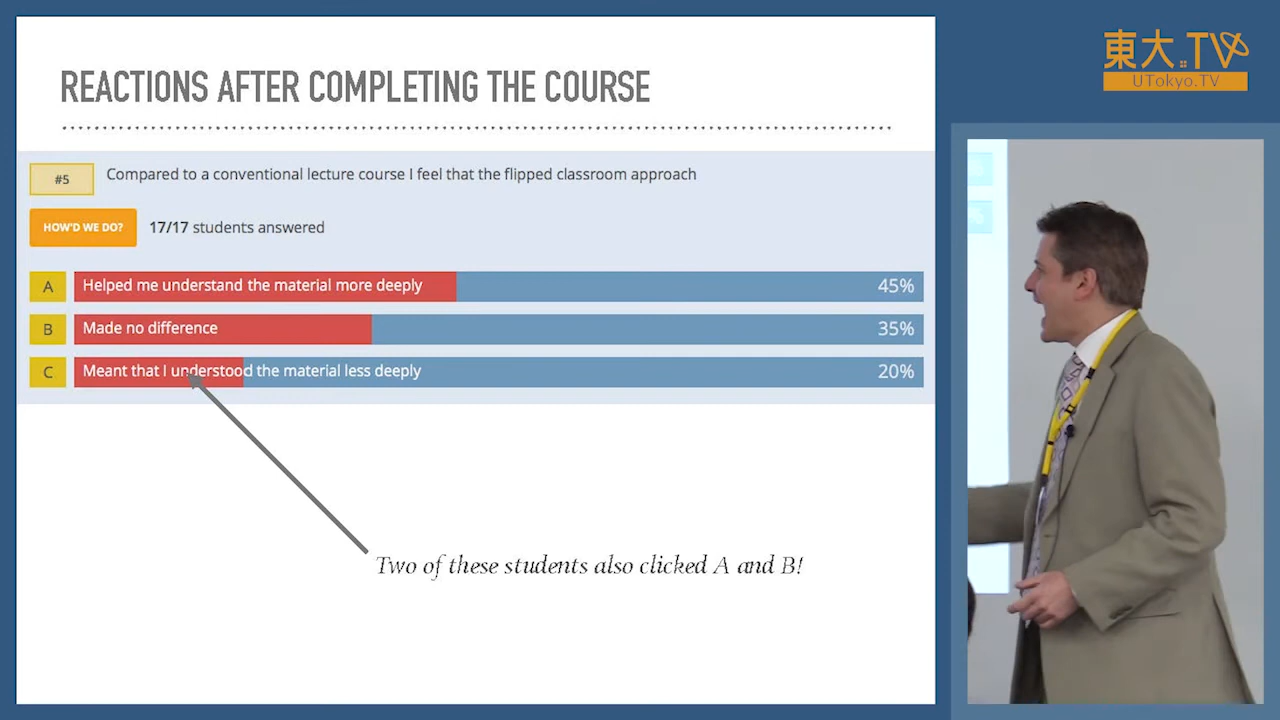 REACTIONS AFTER COMPLETING THE COURSE
#5
Compared to a conventional lecture course I feel that the flipped classroom approach
HOW'D WE DO?
17/17 students answered
A Helped me understand the material more deeply 45%
B Made no difference 35%
C Meant that I understood the material less deeply 20%
Two of these students also clicked A and B!
東大.TV
UTokyo.TV